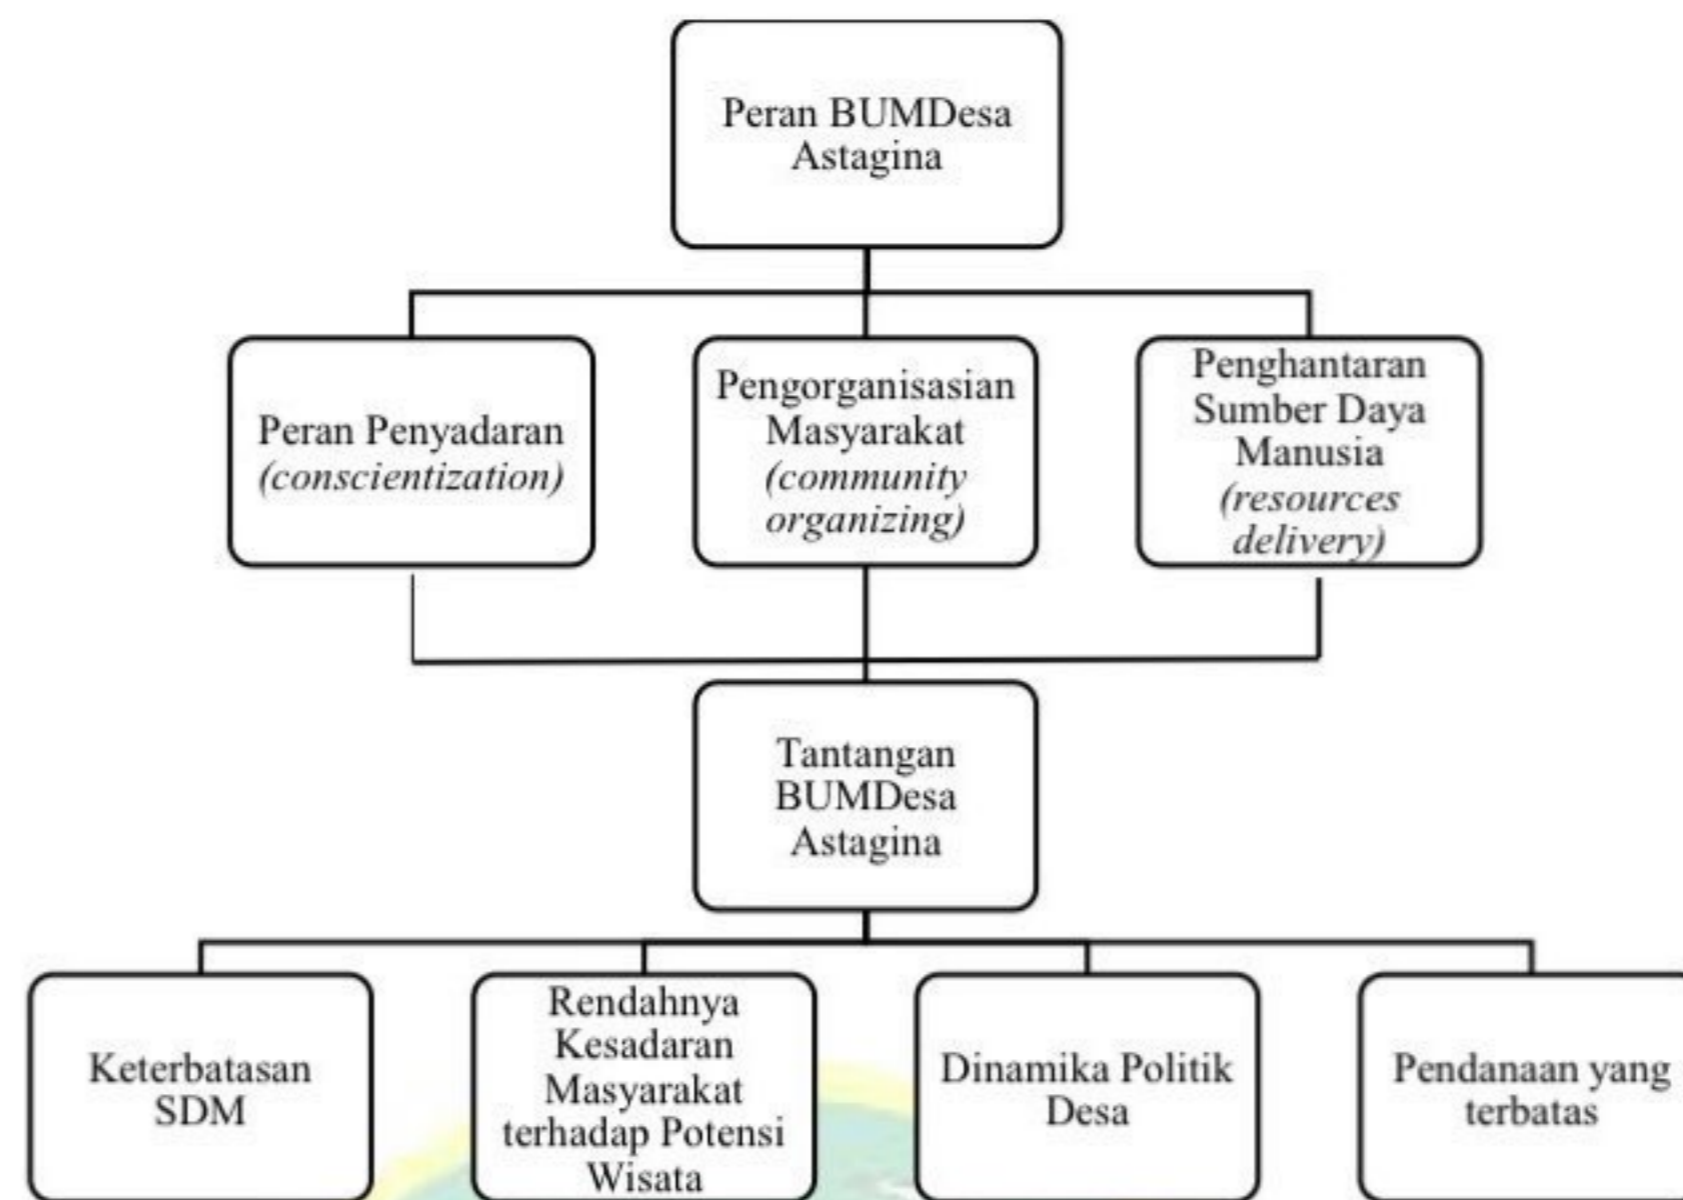 Peran BUMDesa
Astagina
Peran Penyadaran
(conscientization)
Pengorganisasian
Masyarakat
(community
organizing)
Penghantaran
Sumber Daya
Manusia
(resources
delivery)
Tantangan
BUMDesa
Astagina
Keterbatasan
SDM
Rendahnya
Kesadaran
Masyarakat
terhadap Potensi
Wisata
Dinamika Politik
Desa
Pendanaan yang
terbatas